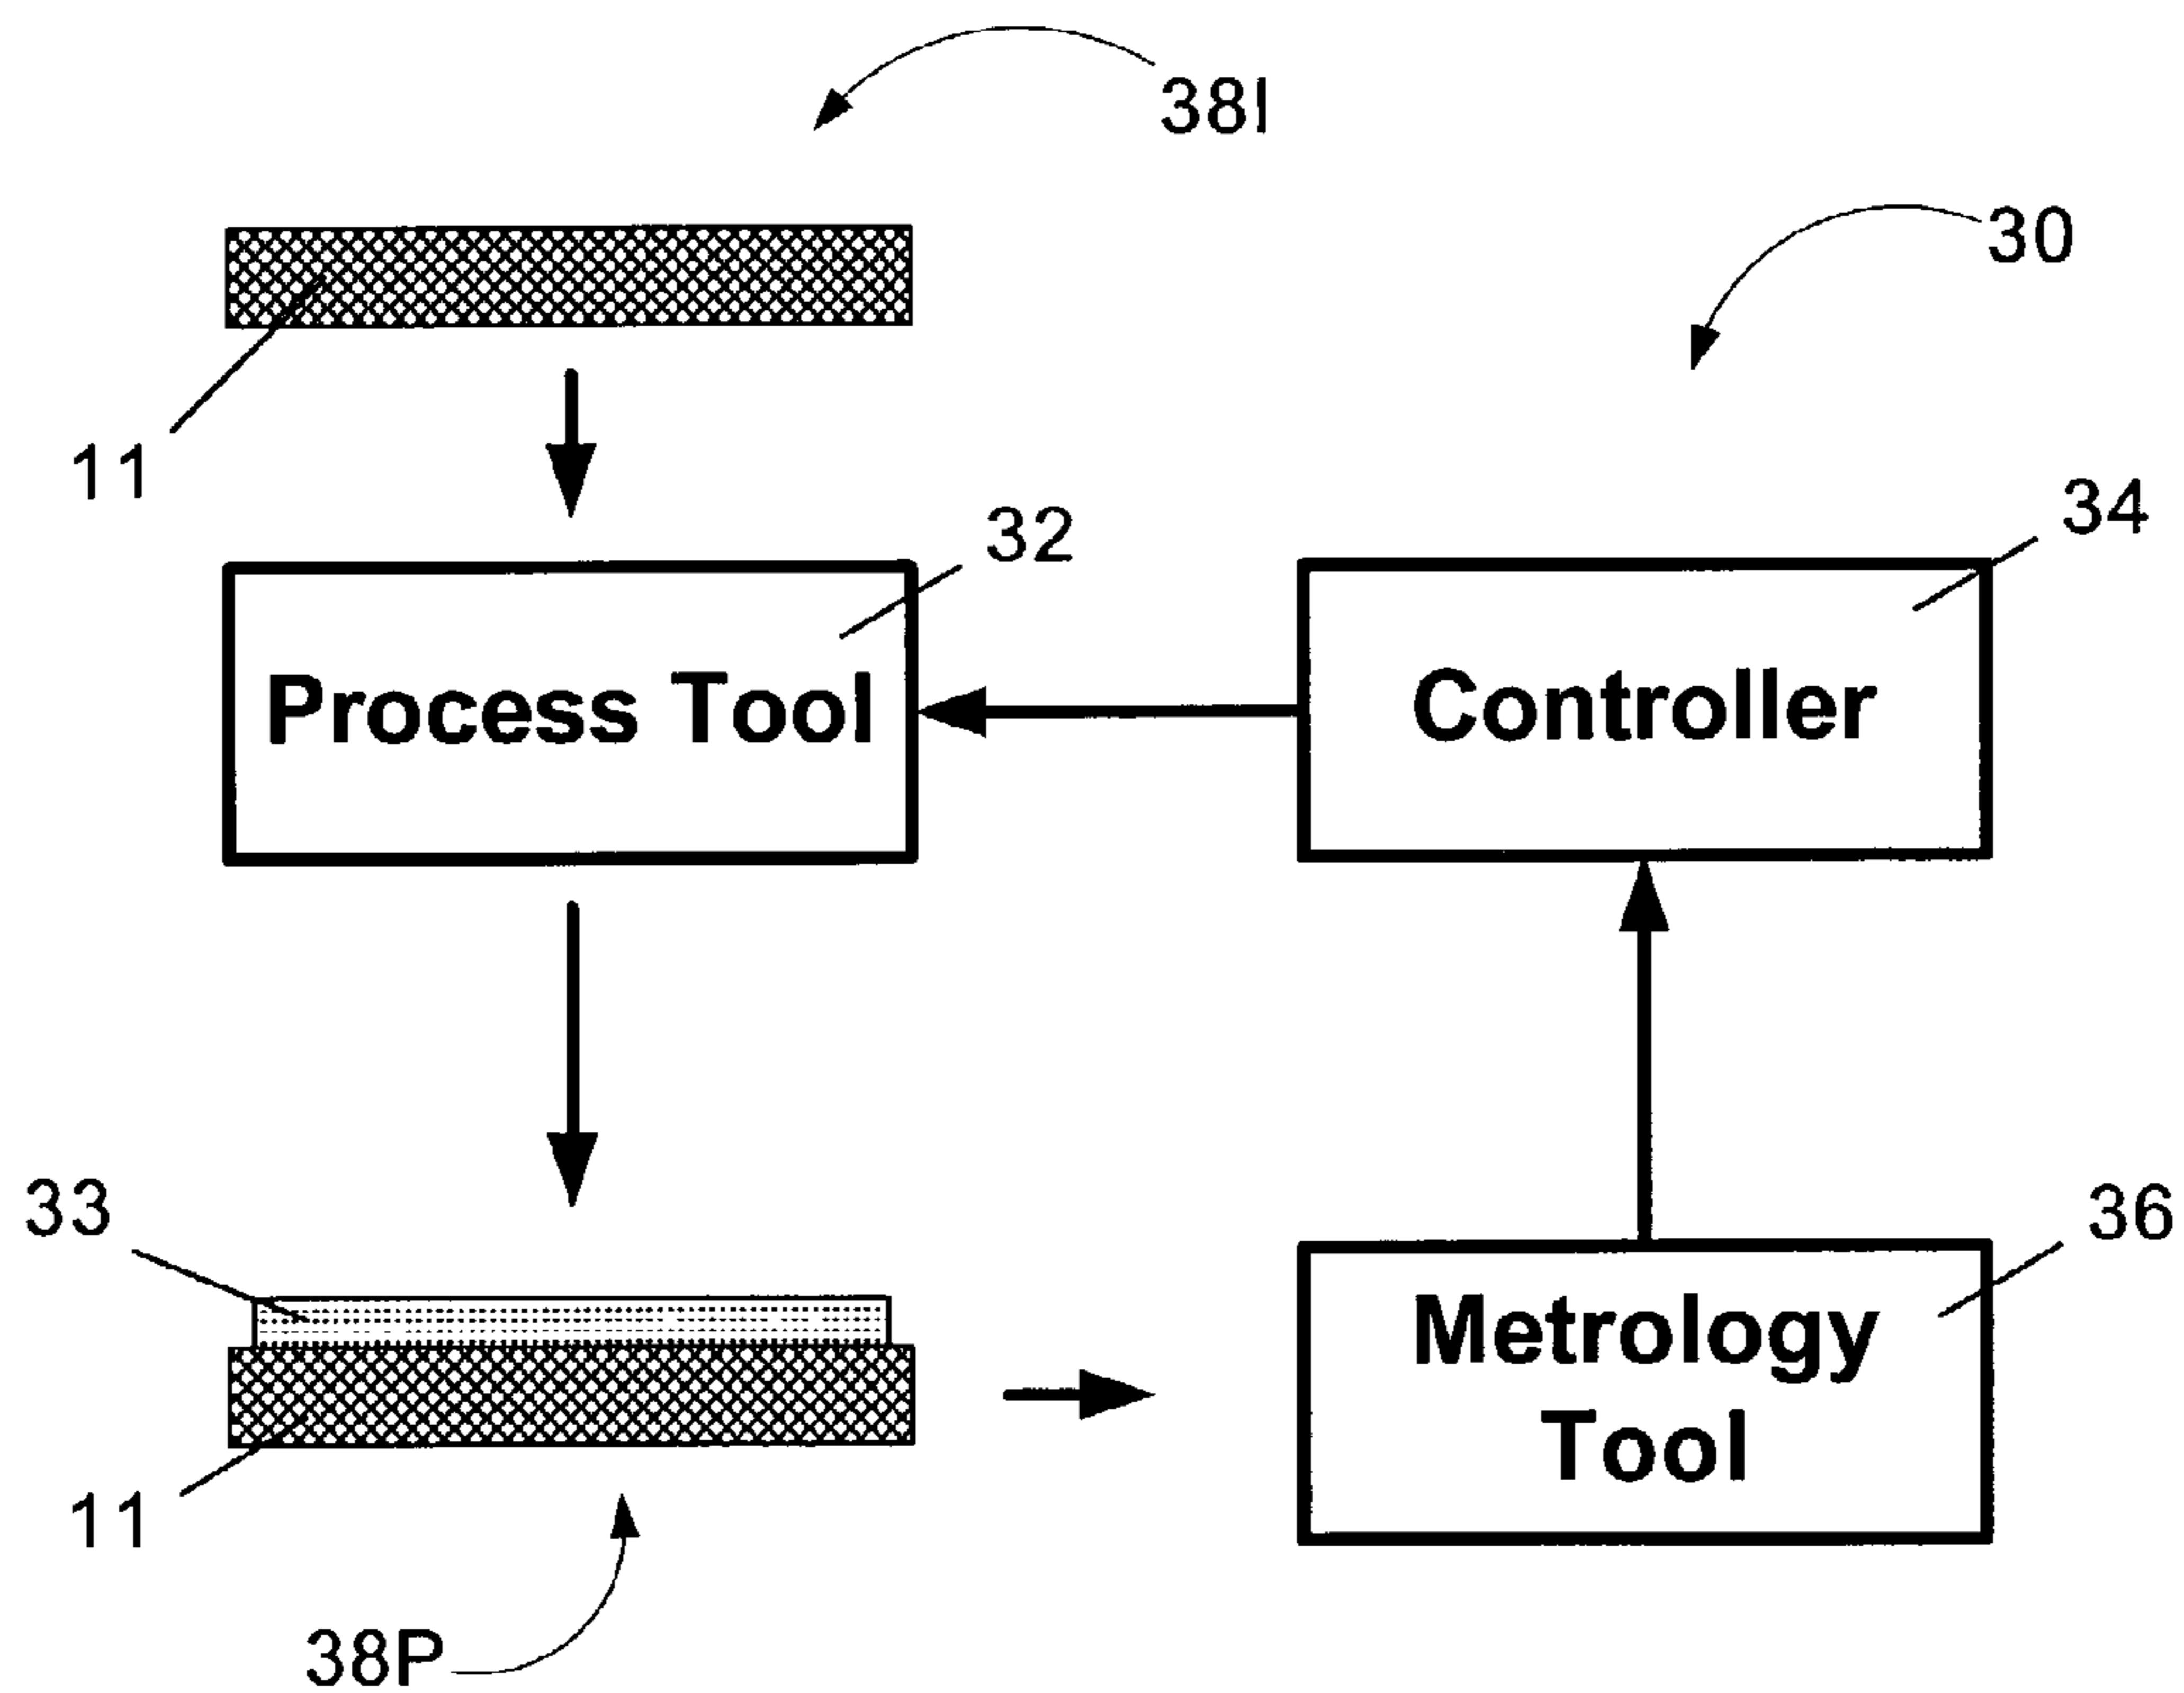 38I
30
11
32
34
Process Tool
Controller
33
36
Metrology
Tool
11
38P